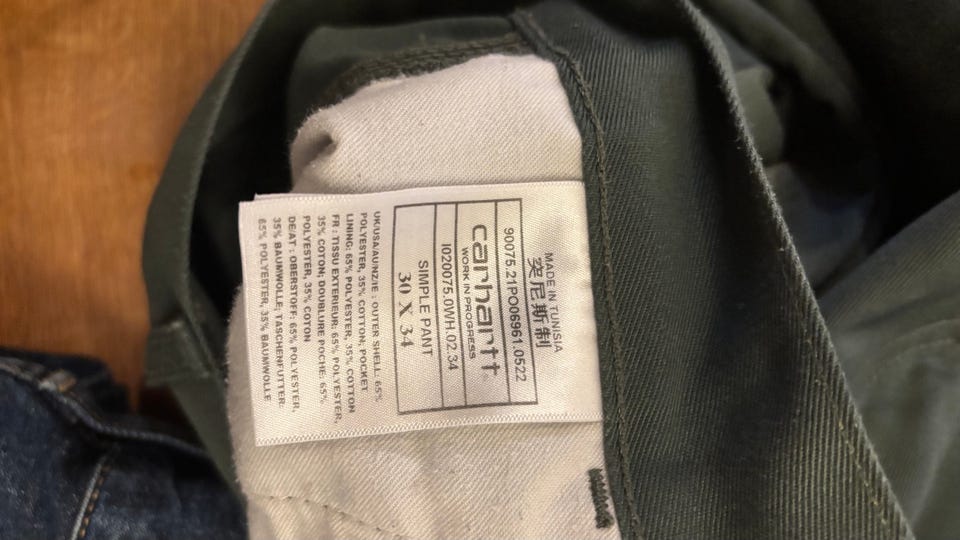 MADE IN TUNISIA
突尼斯制
90075.21PO06961.0522
carhartt
WORK IN PROGRESS
I020075.0WH.02.34
SIMPLE PANT
30 X 34
UK/USA/AU/NZ/IE : OUTER SHELL: 65%
POLYESTER, 35% COTTON; POCKET
LINING: 65% POLYESTER, 35% COTTON
FR : TISSU EXTERIEUR: 65% POLYESTER,
35% COTON; DOUBLURE POCHE: 65%
POLYESTER, 35% COTON
DE/AT : OBERSTOFF: 65% POLYESTER,
35% BAUMWOLLE; TASCHENFUTTER:
65% POLYESTER, 35% BAUMWOLLE